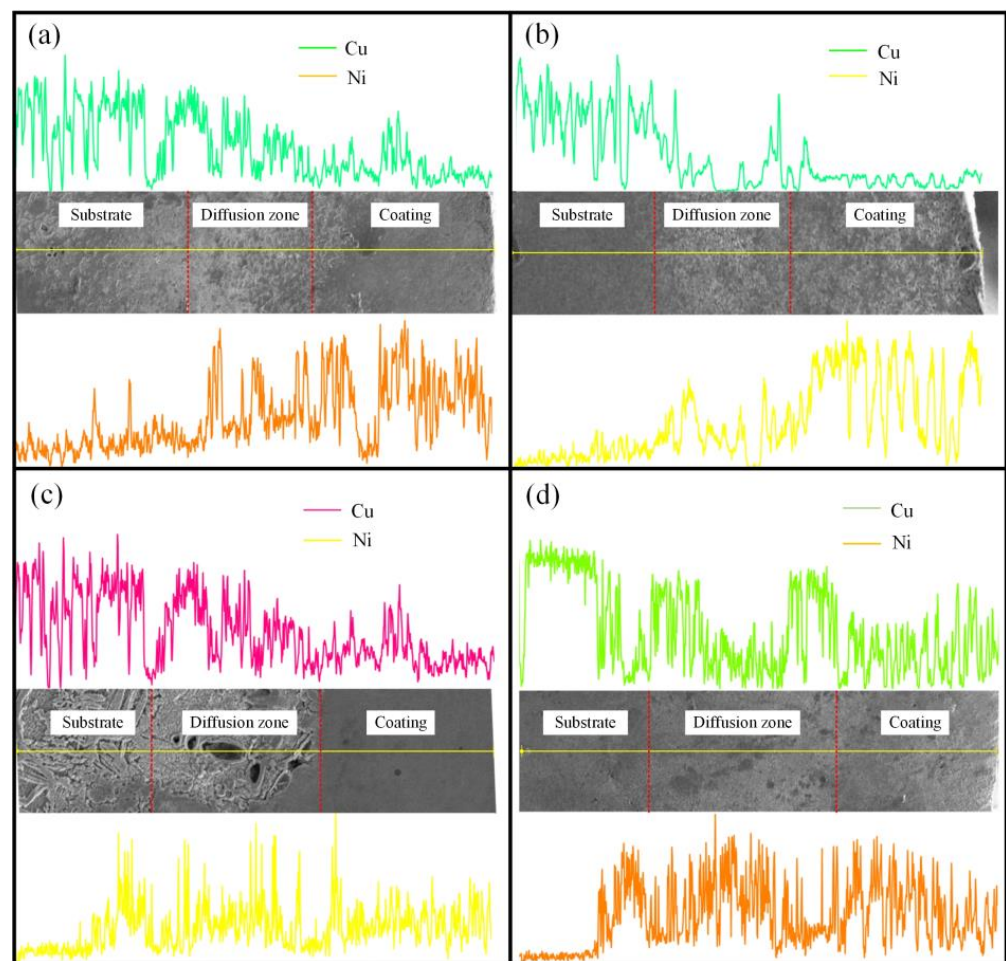 (a)
Cu
Ni
Substrate
Diffusion zone
Coating
(b)
Cu
Ni
Substrate
Diffusion zone
Coating
(c)
Cu
Ni
Substrate
Diffusion zone
Coating
(d)
Cu
Ni
Substrate
Diffusion zone
Coating